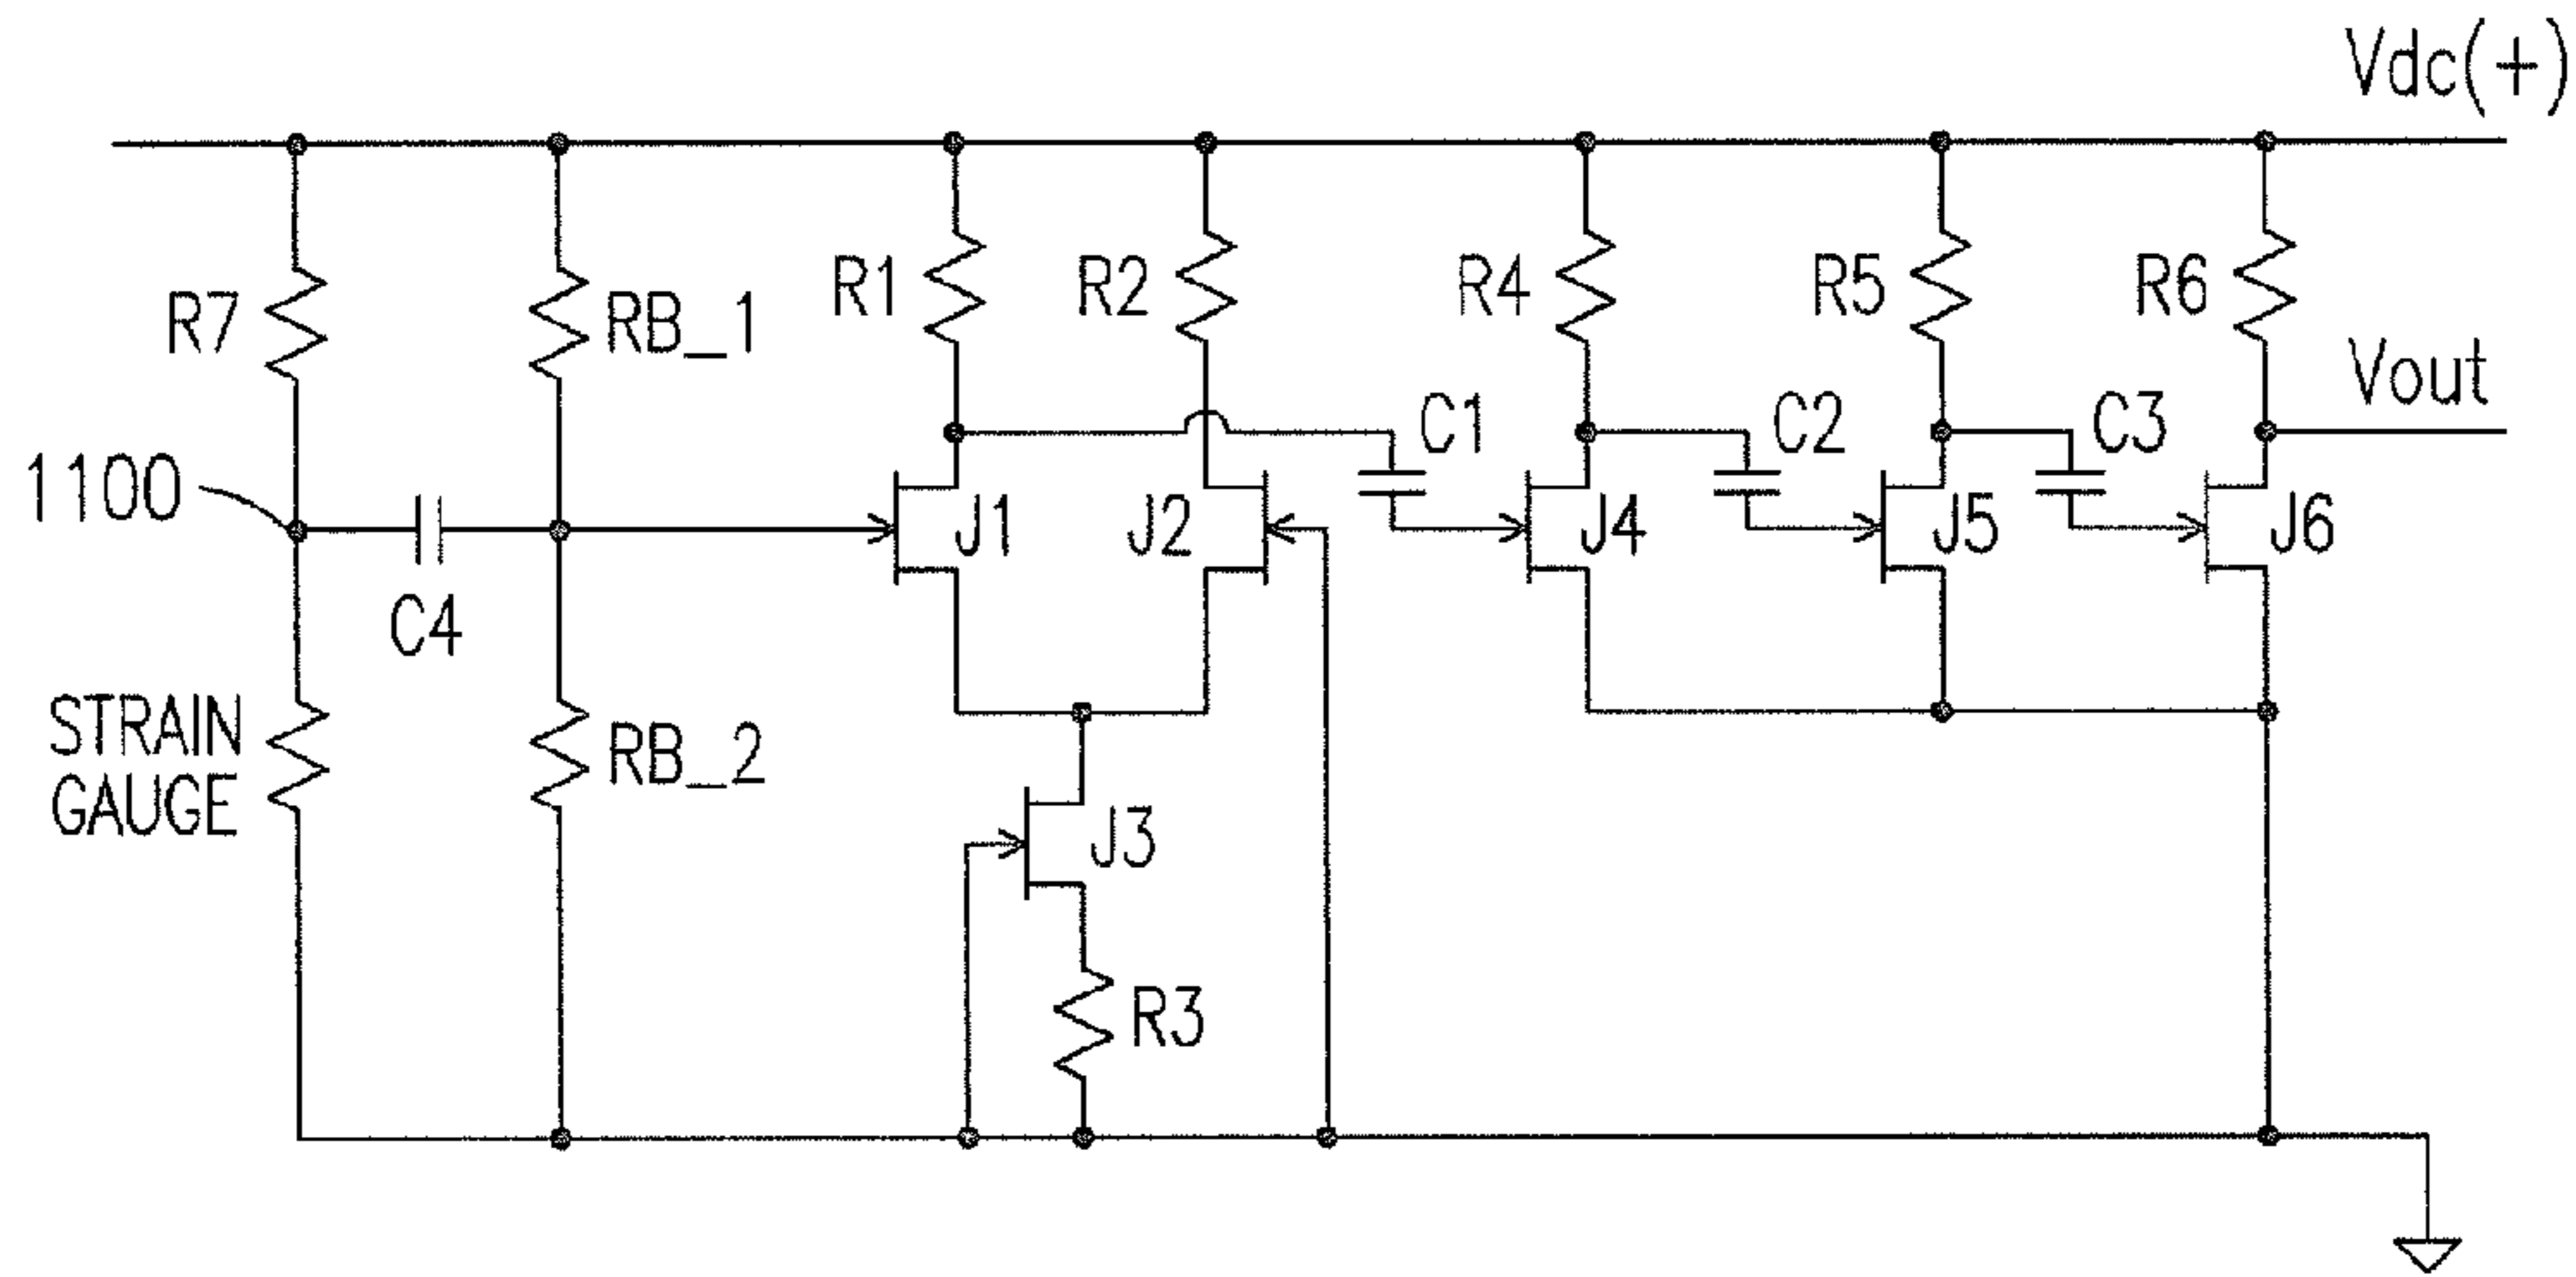 Vdc(+)
R7
RB_1
R1
R2
R4
R5
R6
Vout
1100
C4
J1
J2
C1
J4
C2
J5
C3
J6
STRAIN
GAUGE
RB_2
J3
R3